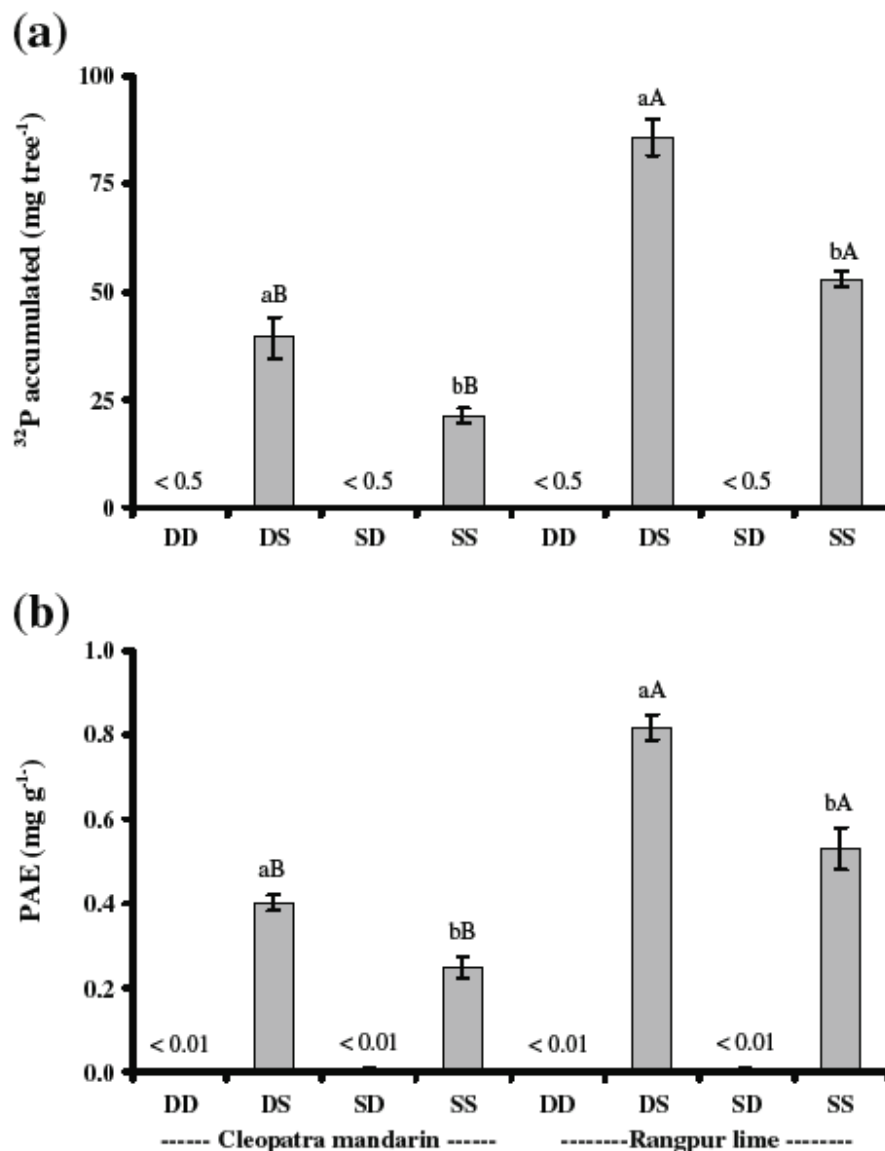 (a)
³²P accumulated (mg tree⁻¹)
100
75
50
25
0
< 0.5
aB
< 0.5
bB
< 0.5
aA
< 0.5
bA
DD DS SD SS DD DS SD SS
(b)
PAE (mg g⁻¹⁻)
1.0
0.8
0.6
0.4
0.2
0.0
< 0.01
aB
< 0.01
bB
< 0.01
aA
< 0.01
bA
DD DS SD SS DD DS SD SS
------ Cleopatra mandarin ------ --------Rangpur lime --------